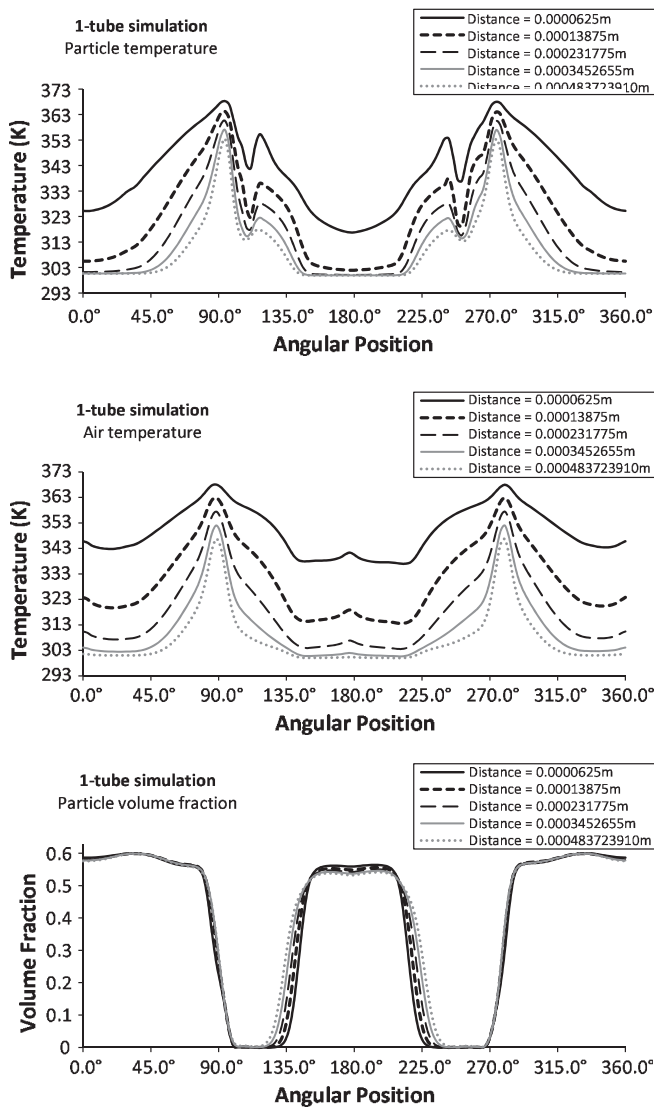 1-tube simulation
Particle temperature
Distance = 0.0000625m
Distance = 0.00013875m
Distance = 0.000231775m
Distance = 0.0003452655m
Distance = 0.000483723910m
Temperature (K)
373
363
353
343
333
323
313
303
293
0.0° 45.0° 90.0° 135.0° 180.0° 225.0° 270.0° 315.0° 360.0°
Angular Position
1-tube simulation
Air temperature
Distance = 0.0000625m
Distance = 0.00013875m
Distance = 0.000231775m
Distance = 0.0003452655m
Distance = 0.000483723910m
Temperature (K)
373
363
353
343
333
323
313
303
293
0.0° 45.0° 90.0° 135.0° 180.0° 225.0° 270.0° 315.0° 360.0°
Angular Position
1-tube simulation
Particle volume fraction
Distance = 0.0000625m
Distance = 0.00013875m
Distance = 0.000231775m
Distance = 0.0003452655m
Distance = 0.000483723910m
Volume Fraction
0.6
0.5
0.4
0.3
0.2
0.1
0
0.0° 45.0° 90.0° 135.0° 180.0° 225.0° 270.0° 315.0° 360.0°
Angular Position